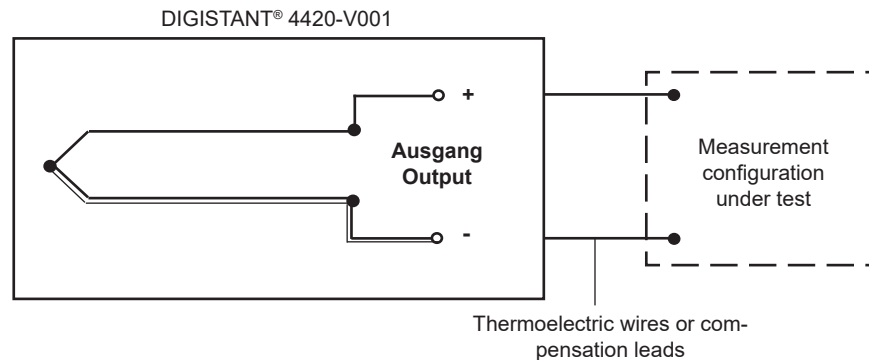 DIGISTANT® 4420-V001
+
Ausgang
Output
-
Measurement
configuration
under test
Thermoelectric wires or com-
pensation leads